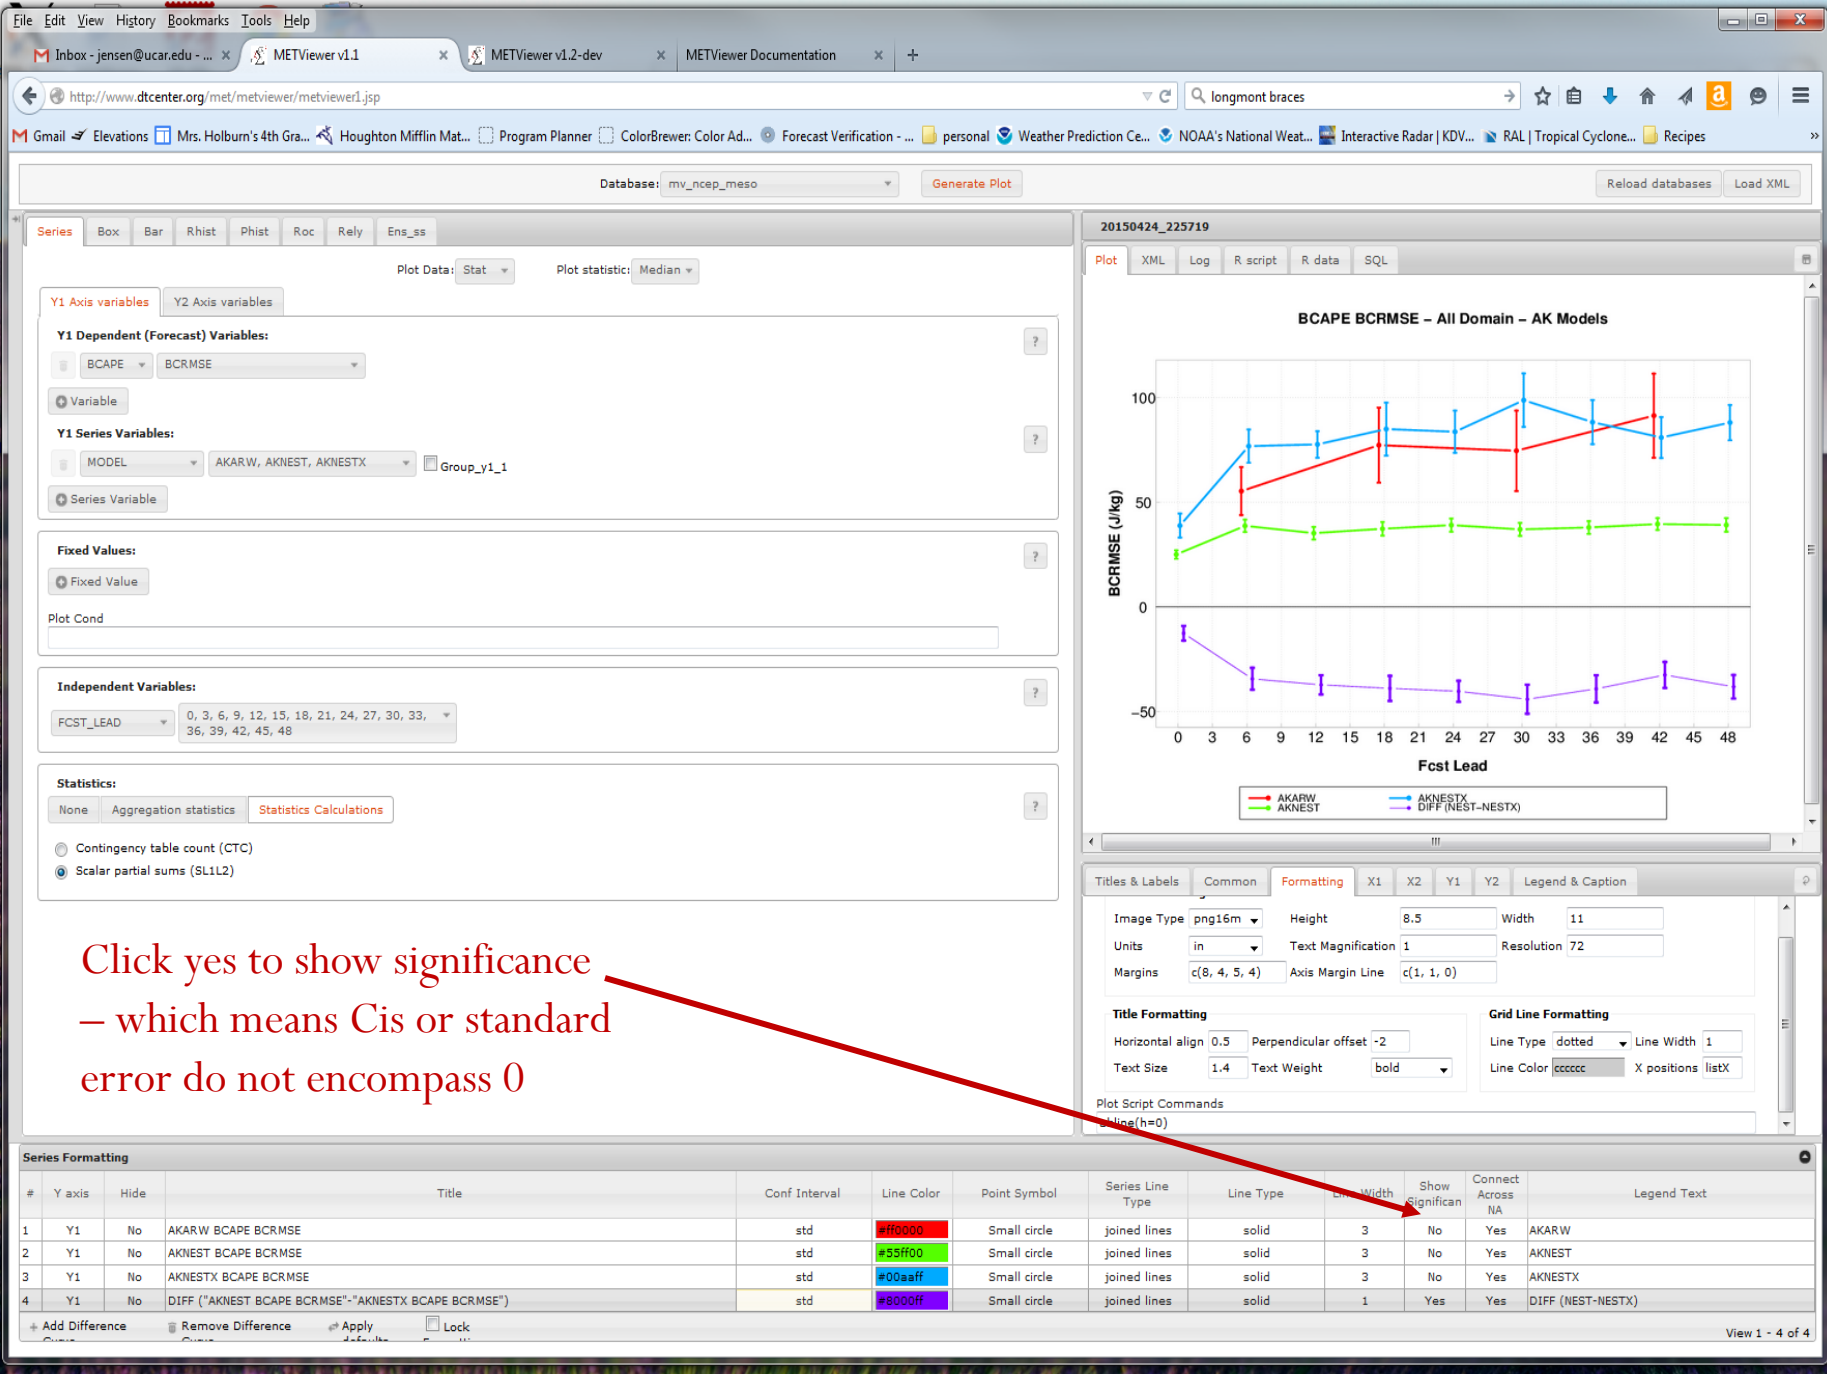 File Edit View History Bookmarks Tools Help
Inbox - jensen@ucar.edu - ... METViewer v1.1 METViewer v1.2-dev METViewer Documentation
http://www.dtcenter.org/met/metviewer/metviewer1.jsp longmont braces
Gmail Elevations Mrs. Holburn's 4th Gra... Houghton Mifflin Mat... Program Planner ColorBrewer: Color Ad... Forecast Verification - ... personal Weather Prediction Ce... NOAA's National Weat... Interactive Radar | KDV... RAL | Tropical Cyclone... Recipes »
Database: mv_ncep_meso Generate Plot Reload databases Load XML
Series Box Bar Rhist Phist Roc Rely Ens_ss
Plot Data: Stat Plot statistic: Median
Y1 Axis variables Y2 Axis variables
Y1 Dependent (Forecast) Variables: ?
BCAPE BCRMSE
Variable
Y1 Series Variables: ?
MODEL AKARW, AKNEST, AKNESTX Group_y1_1
Series Variable
Fixed Values: ?
Fixed Value
Plot Cond
Independent Variables: ?
FCST_LEAD 0, 3, 6, 9, 12, 15, 18, 21, 24, 27, 30, 33,
36, 39, 42, 45, 48
Statistics:
None Aggregation statistics Statistics Calculations ?
Contingency table count (CTC)
Scalar partial sums (SL1L2)
Click yes to show significance
– which means Cis or standard
error do not encompass 0
20150424_225719
Plot XML Log R script R data SQL
BCAPE BCRMSE – All Domain – AK Models
BCRMSE (J/kg)
100
50
0
−50
0 3 6 9 12 15 18 21 24 27 30 33 36 39 42 45 48
Fcst Lead
AKARW AKNESTX
AKNEST DIFF (NEST−NESTX)
Titles & Labels Common Formatting X1 X2 Y1 Y2 Legend & Caption
Image Type png16m Height 8.5 Width 11
Units in Text Magnification 1 Resolution 72
Margins c(8, 4, 5, 4) Axis Margin Line c(1, 1, 0)
Title Formatting Grid Line Formatting
Horizontal align 0.5 Perpendicular offset -2 Line Type dotted Line Width 1
Text Size 1.4 Text Weight bold Line Color cccccc X positions listX
Plot Script Commands
abline(h=0)
Series Formatting
# Y axis Hide Title Conf Interval Line Color Point Symbol Series Line Type Line Type Line Width Show Significan Connect Across NA Legend Text
1 Y1 No AKARW BCAPE BCRMSE std #ff0000 Small circle joined lines solid 3 No Yes AKARW
2 Y1 No AKNEST BCAPE BCRMSE std #55ff00 Small circle joined lines solid 3 No Yes AKNEST
3 Y1 No AKNESTX BCAPE BCRMSE std #00aaff Small circle joined lines solid 3 No Yes AKNESTX
4 Y1 No DIFF ("AKNEST BCAPE BCRMSE"-"AKNESTX BCAPE BCRMSE") std #8000ff Small circle joined lines solid 1 Yes Yes DIFF (NEST-NESTX)
Add Difference Remove Difference Apply Lock
View 1 - 4 of 4